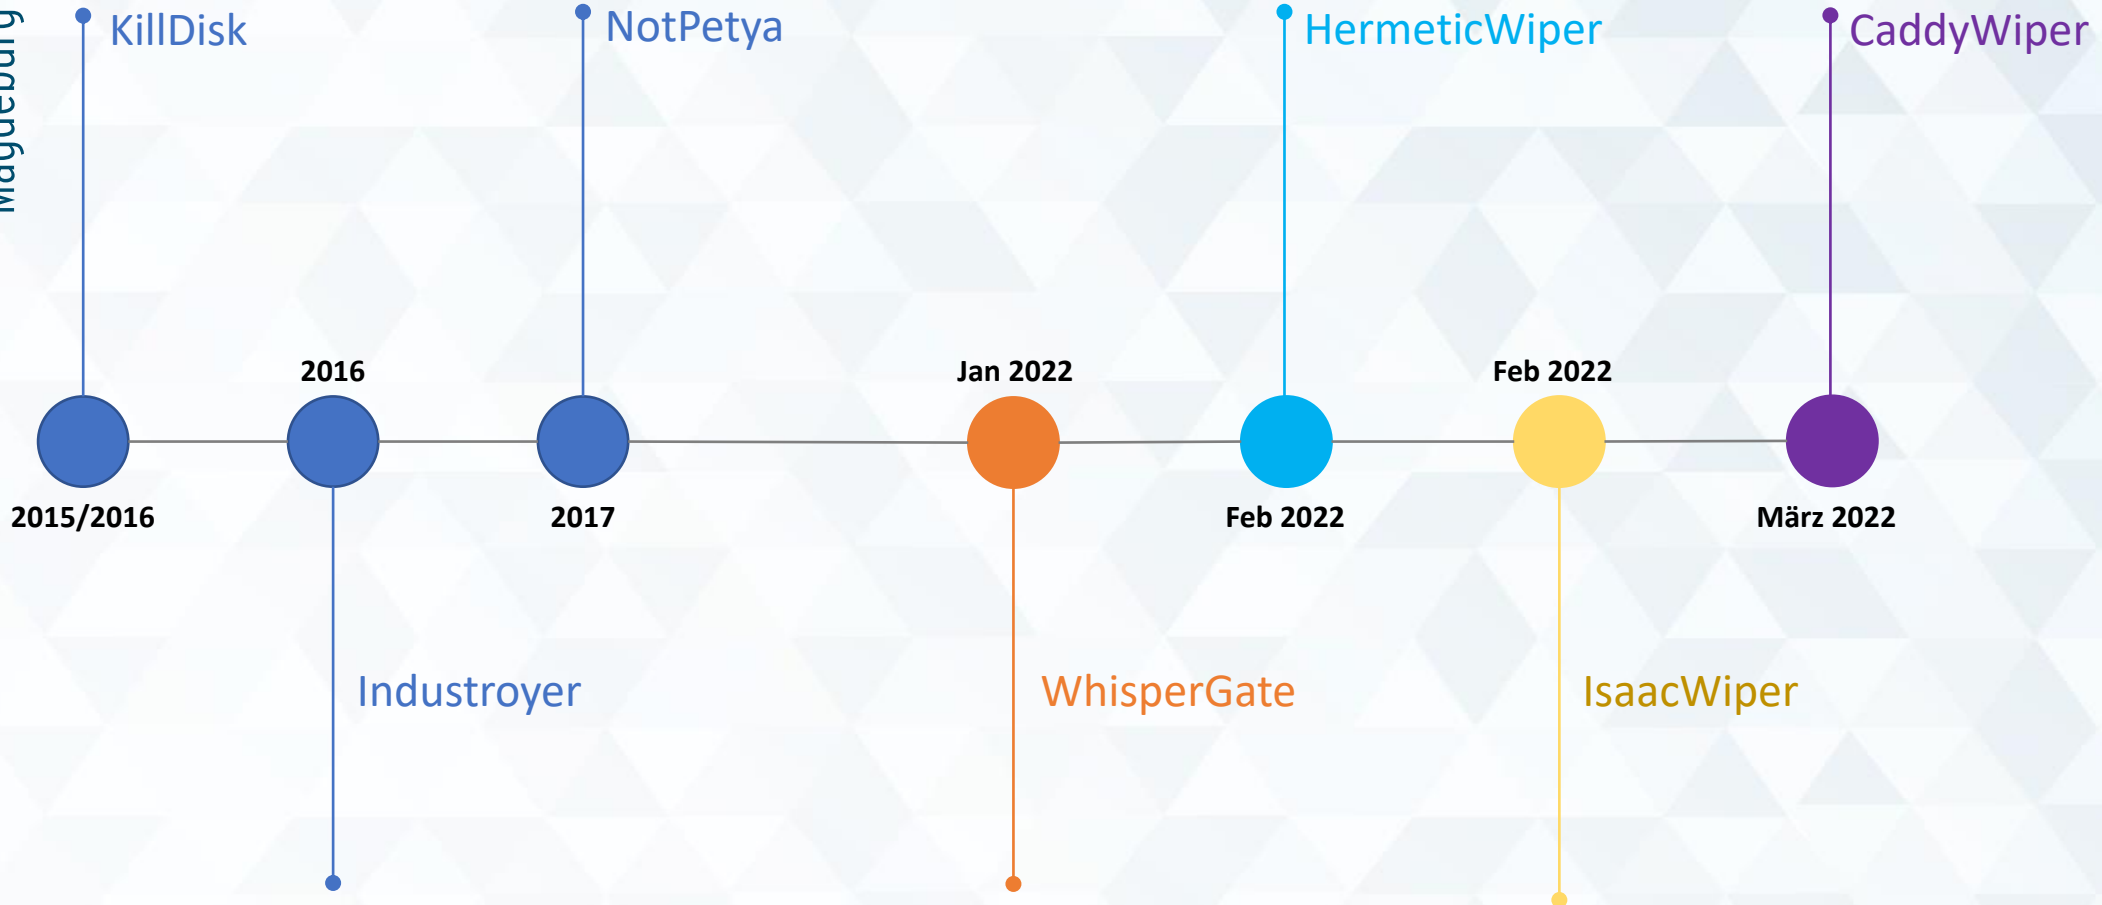 Magdeburg
KillDisk
NotPetya
HermeticWiper
CaddyWiper
2016
Jan 2022
Feb 2022
2015/2016
2017
Feb 2022
März 2022
Industroyer
WhisperGate
IsaacWiper